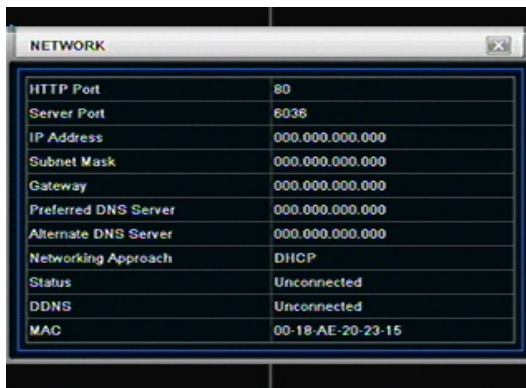 NETWORK
HTTP Port 80
Server Port 6036
IP Address 000.000.000.000
Subnet Mask 000.000.000.000
Gateway 000.000.000.000
Preferred DNS Server 000.000.000.000
Alternate DNS Server 000.000.000.000
Networking Approach DHCP
Status Unconnected
DDNS Unconnected
MAC 00-18-AE-20-23-15